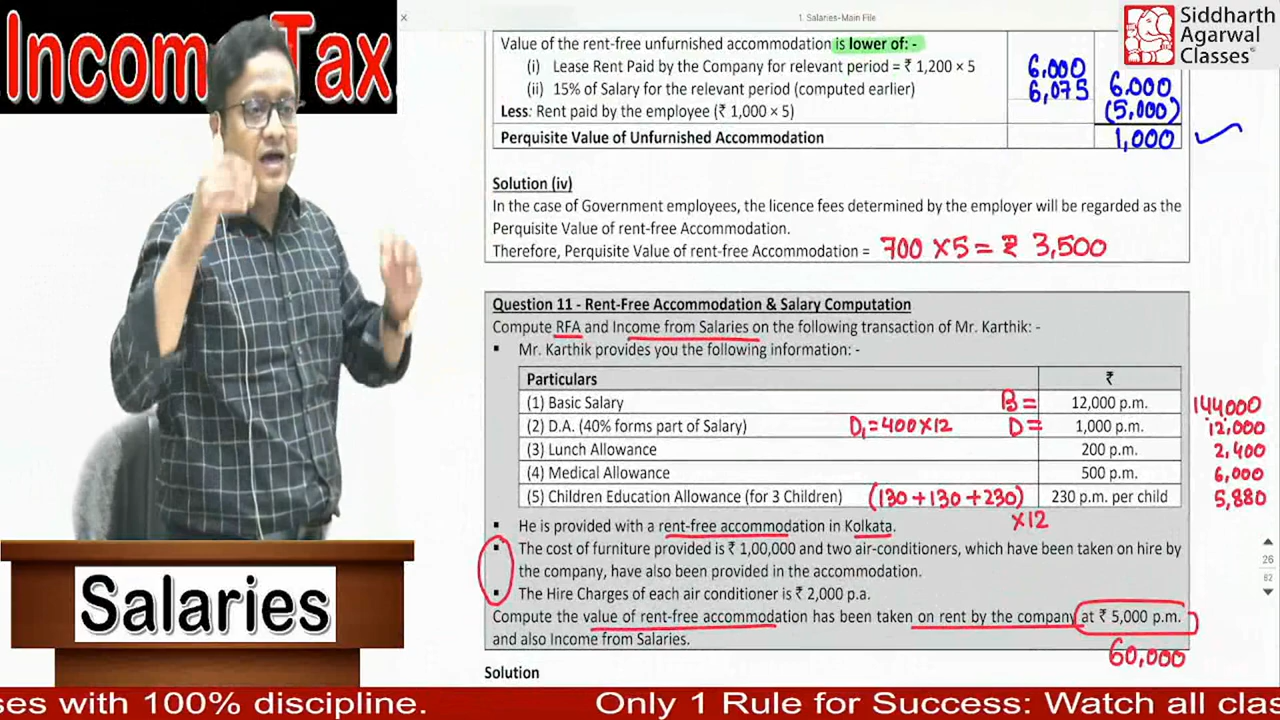 Income Tax
1. Salaries-Main File
Siddharth
Agarwal
Classes®
Value of the rent-free unfurnished accommodation is lower of: -
(i) Lease Rent Paid by the Company for relevant period = ₹ 1,200 × 5 6,000
(ii) 15% of Salary for the relevant period (computed earlier) 6,075 6,000
Less: Rent paid by the employee (₹ 1,000 × 5) (5,000)
Perquisite Value of Unfurnished Accommodation 1,000
Solution (iv)
In the case of Government employees, the licence fees determined by the employer will be regarded as the
Perquisite Value of rent-free Accommodation.
Therefore, Perquisite Value of rent-free Accommodation = 700 × 5 = ₹ 3,500
Question 11 - Rent-Free Accommodation & Salary Computation
Compute RFA and Income from Salaries on the following transaction of Mr. Karthik: -
▪ Mr. Karthik provides you the following information: -
Particulars ₹
(1) Basic Salary B = 12,000 p.m. 144000
(2) D.A. (40% forms part of Salary) D₁ = 400×12 D = 1,000 p.m. 12,000
(3) Lunch Allowance 200 p.m. 2,400
(4) Medical Allowance 500 p.m. 6,000
(5) Children Education Allowance (for 3 Children) (130+130+230) 230 p.m. per child 5,880
×12
▪ He is provided with a rent-free accommodation in Kolkata.
▪ The cost of furniture provided is ₹ 1,00,000 and two air-conditioners, which have been taken on hire by
the company, have also been provided in the accommodation.
▪ The Hire Charges of each air conditioner is ₹ 2,000 p.a.
Compute the value of rent-free accommodation has been taken on rent by the company at ₹ 5,000 p.m.
and also Income from Salaries.
60,000
Solution
26
62
Salaries
ses with 100% discipline. Only 1 Rule for Success: Watch all clas